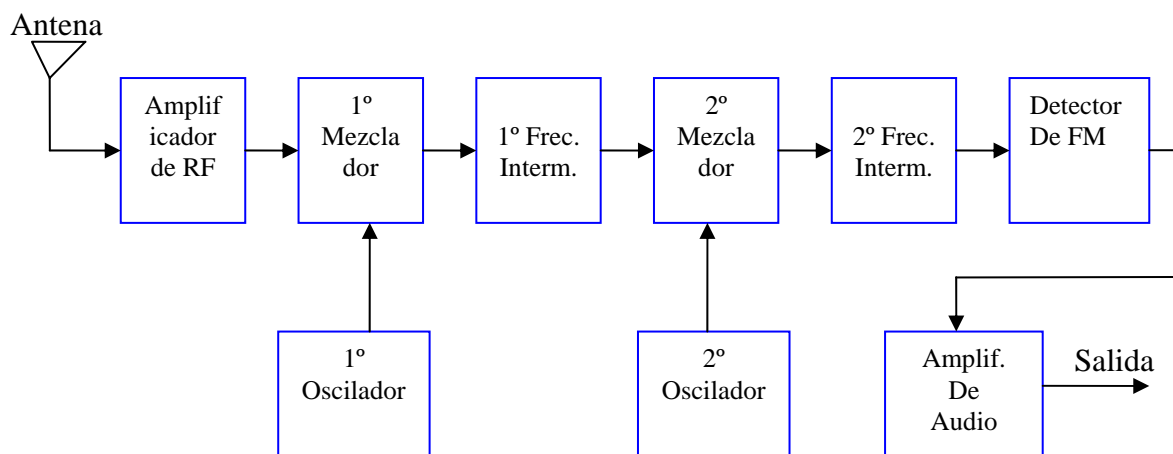 Antena
Amplif
icador
de RF
1º
Mezcla
dor
1º Frec.
Interm.
2º
Mezcla
dor
2º Frec.
Interm.
Detector
De FM
1º
Oscilador
2º
Oscilador
Amplif.
De
Audio
Salida